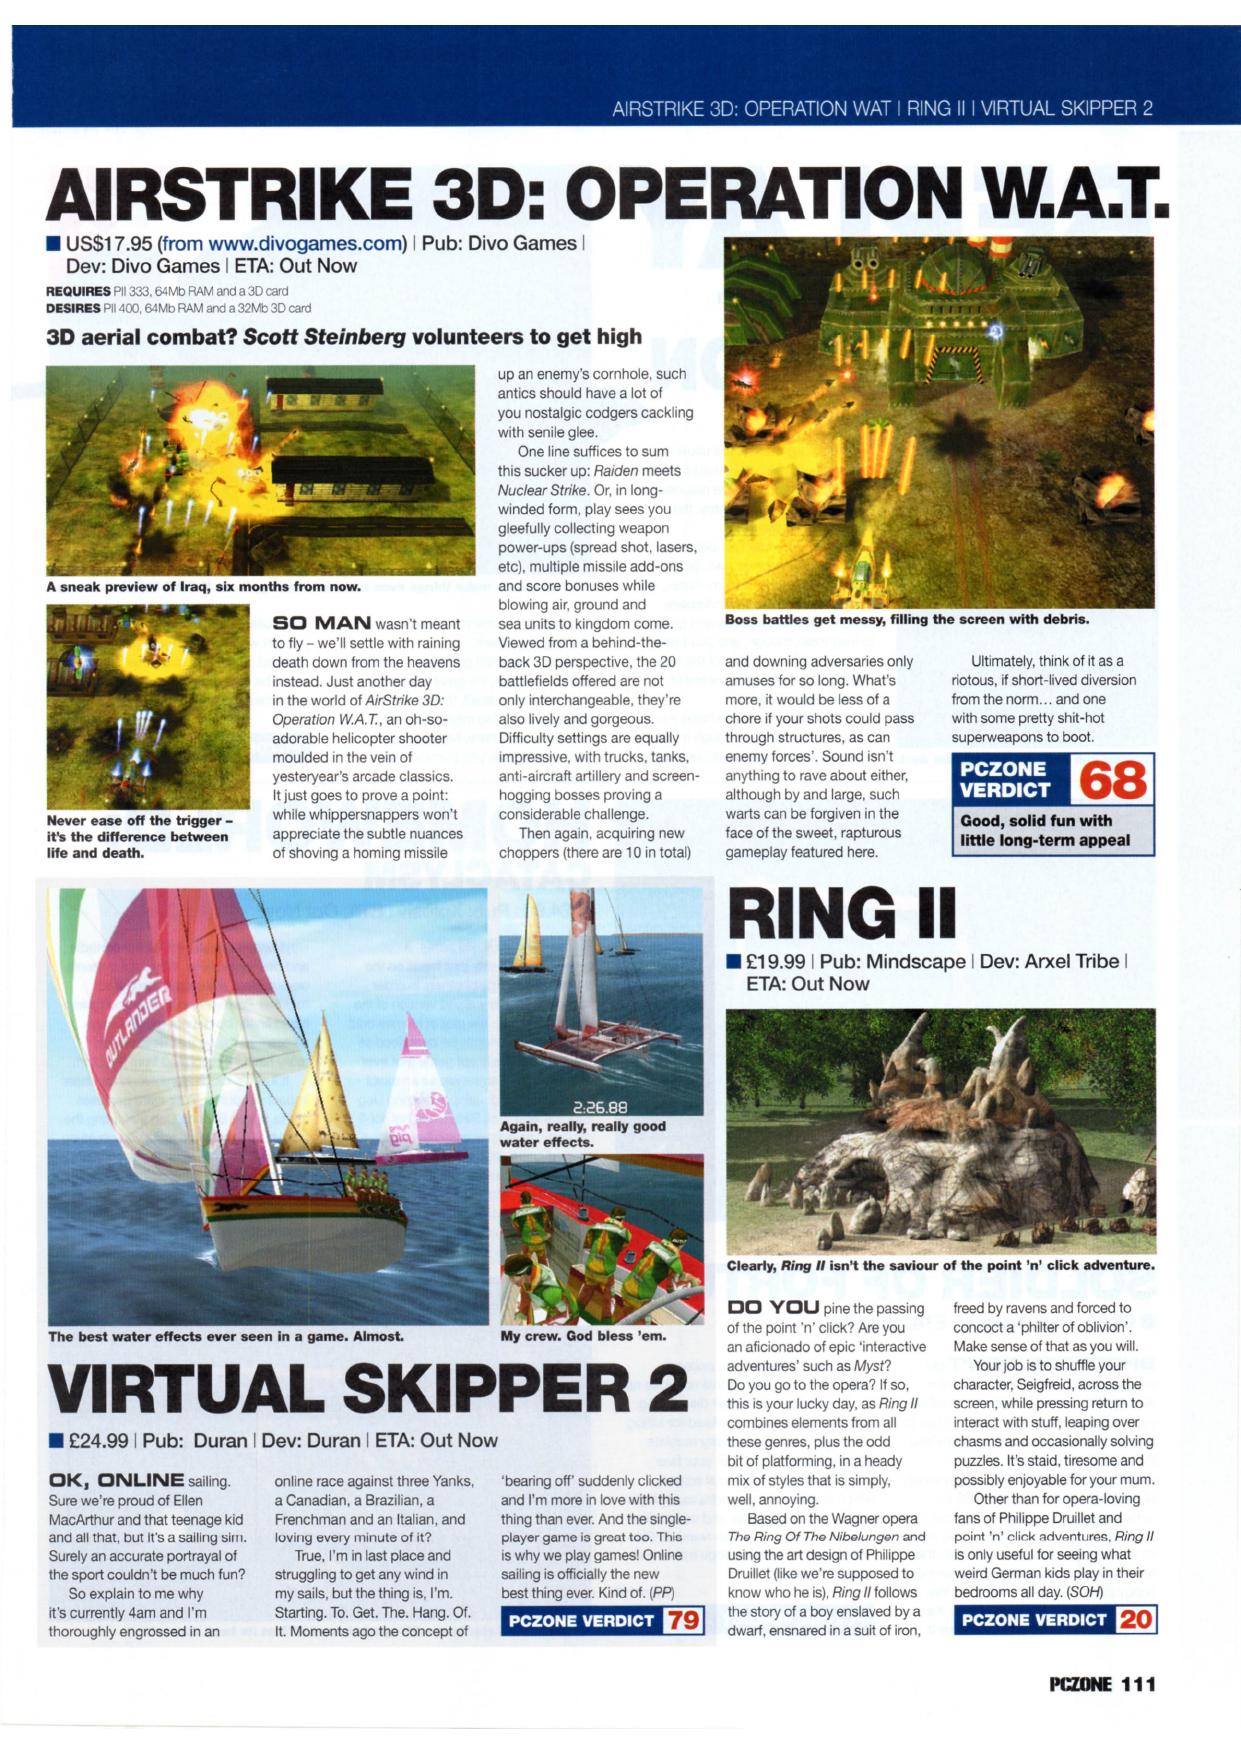 AIRSTRIKE 3D: OPERATION WAT | RING II | VIRTUAL SKIPPER 2
AIRSTRIKE 3D: OPERATION W.A.T.
■ US$17.95 (from www.divogames.com) | Pub: Divo Games |
Dev: Divo Games | ETA: Out Now
REQUIRES PII 333, 64Mb RAM and a 3D card
DESIRES PII 400, 64Mb RAM and a 32Mb 3D card
3D aerial combat? Scott Steinberg volunteers to get high
A sneak preview of Iraq, six months from now.
Never ease off the trigger –
it's the difference between
life and death.
SO MAN wasn't meant
to fly – we'll settle with raining
death down from the heavens
instead. Just another day
in the world of AirStrike 3D:
Operation W.A.T., an oh-so-
adorable helicopter shooter
moulded in the vein of
yesteryear's arcade classics.
It just goes to prove a point:
while whippersnappers won't
appreciate the subtle nuances
of shoving a homing missile
up an enemy's cornhole, such
antics should have a lot of
you nostalgic codgers cackling
with senile glee.
One line suffices to sum
this sucker up: Raiden meets
Nuclear Strike. Or, in long-
winded form, play sees you
gleefully collecting weapon
power-ups (spread shot, lasers,
etc), multiple missile add-ons
and score bonuses while
blowing air, ground and
sea units to kingdom come.
Viewed from a behind-the-
back 3D perspective, the 20
battlefields offered are not
only interchangeable, they're
also lively and gorgeous.
Difficulty settings are equally
impressive, with trucks, tanks,
anti-aircraft artillery and screen-
hogging bosses proving a
considerable challenge.
Then again, acquiring new
choppers (there are 10 in total)
Boss battles get messy, filling the screen with debris.
and downing adversaries only
amuses for so long. What's
more, it would be less of a
chore if your shots could pass
through structures, as can
enemy forces'. Sound isn't
anything to rave about either,
although by and large, such
warts can be forgiven in the
face of the sweet, rapturous
gameplay featured here.
Ultimately, think of it as a
riotous, if short-lived diversion
from the norm... and one
with some pretty shit-hot
superweapons to boot.
PCZONE
VERDICT 68
Good, solid fun with
little long-term appeal
OUTLANDER
pig
2:26.88
Again, really, really good
water effects.
The best water effects ever seen in a game. Almost.
My crew. God bless 'em.
VIRTUAL SKIPPER 2
■ £24.99 | Pub: Duran | Dev: Duran | ETA: Out Now
OK, ONLINE sailing.
Sure we're proud of Ellen
MacArthur and that teenage kid
and all that, but it's a sailing sim.
Surely an accurate portrayal of
the sport couldn't be much fun?
So explain to me why
it's currently 4am and I'm
thoroughly engrossed in an
online race against three Yanks,
a Canadian, a Brazilian, a
Frenchman and an Italian, and
loving every minute of it?
True, I'm in last place and
struggling to get any wind in
my sails, but the thing is, I'm.
Starting. To. Get. The. Hang. Of.
It. Moments ago the concept of
'bearing off' suddenly clicked
and I'm more in love with this
thing than ever. And the single-
player game is great too. This
is why we play games! Online
sailing is officially the new
best thing ever. Kind of. (PP)
PCZONE VERDICT 79
RING II
■ £19.99 | Pub: Mindscape | Dev: Arxel Tribe |
ETA: Out Now
Clearly, Ring II isn't the saviour of the point 'n' click adventure.
DO YOU pine the passing
of the point 'n' click? Are you
an aficionado of epic 'interactive
adventures' such as Myst?
Do you go to the opera? If so,
this is your lucky day, as Ring II
combines elements from all
these genres, plus the odd
bit of platforming, in a heady
mix of styles that is simply,
well, annoying.
Based on the Wagner opera
The Ring Of The Nibelungen and
using the art design of Philippe
Druillet (like we're supposed to
know who he is), Ring II follows
the story of a boy enslaved by a
dwarf, ensnared in a suit of iron,
freed by ravens and forced to
concoct a 'philter of oblivion'.
Make sense of that as you will.
Your job is to shuffle your
character, Seigfreid, across the
screen, while pressing return to
interact with stuff, leaping over
chasms and occasionally solving
puzzles. It's staid, tiresome and
possibly enjoyable for your mum.
Other than for opera-loving
fans of Philippe Druillet and
point 'n' click adventures, Ring II
is only useful for seeing what
weird German kids play in their
bedrooms all day. (SOH)
PCZONE VERDICT 20
PCZONE 111